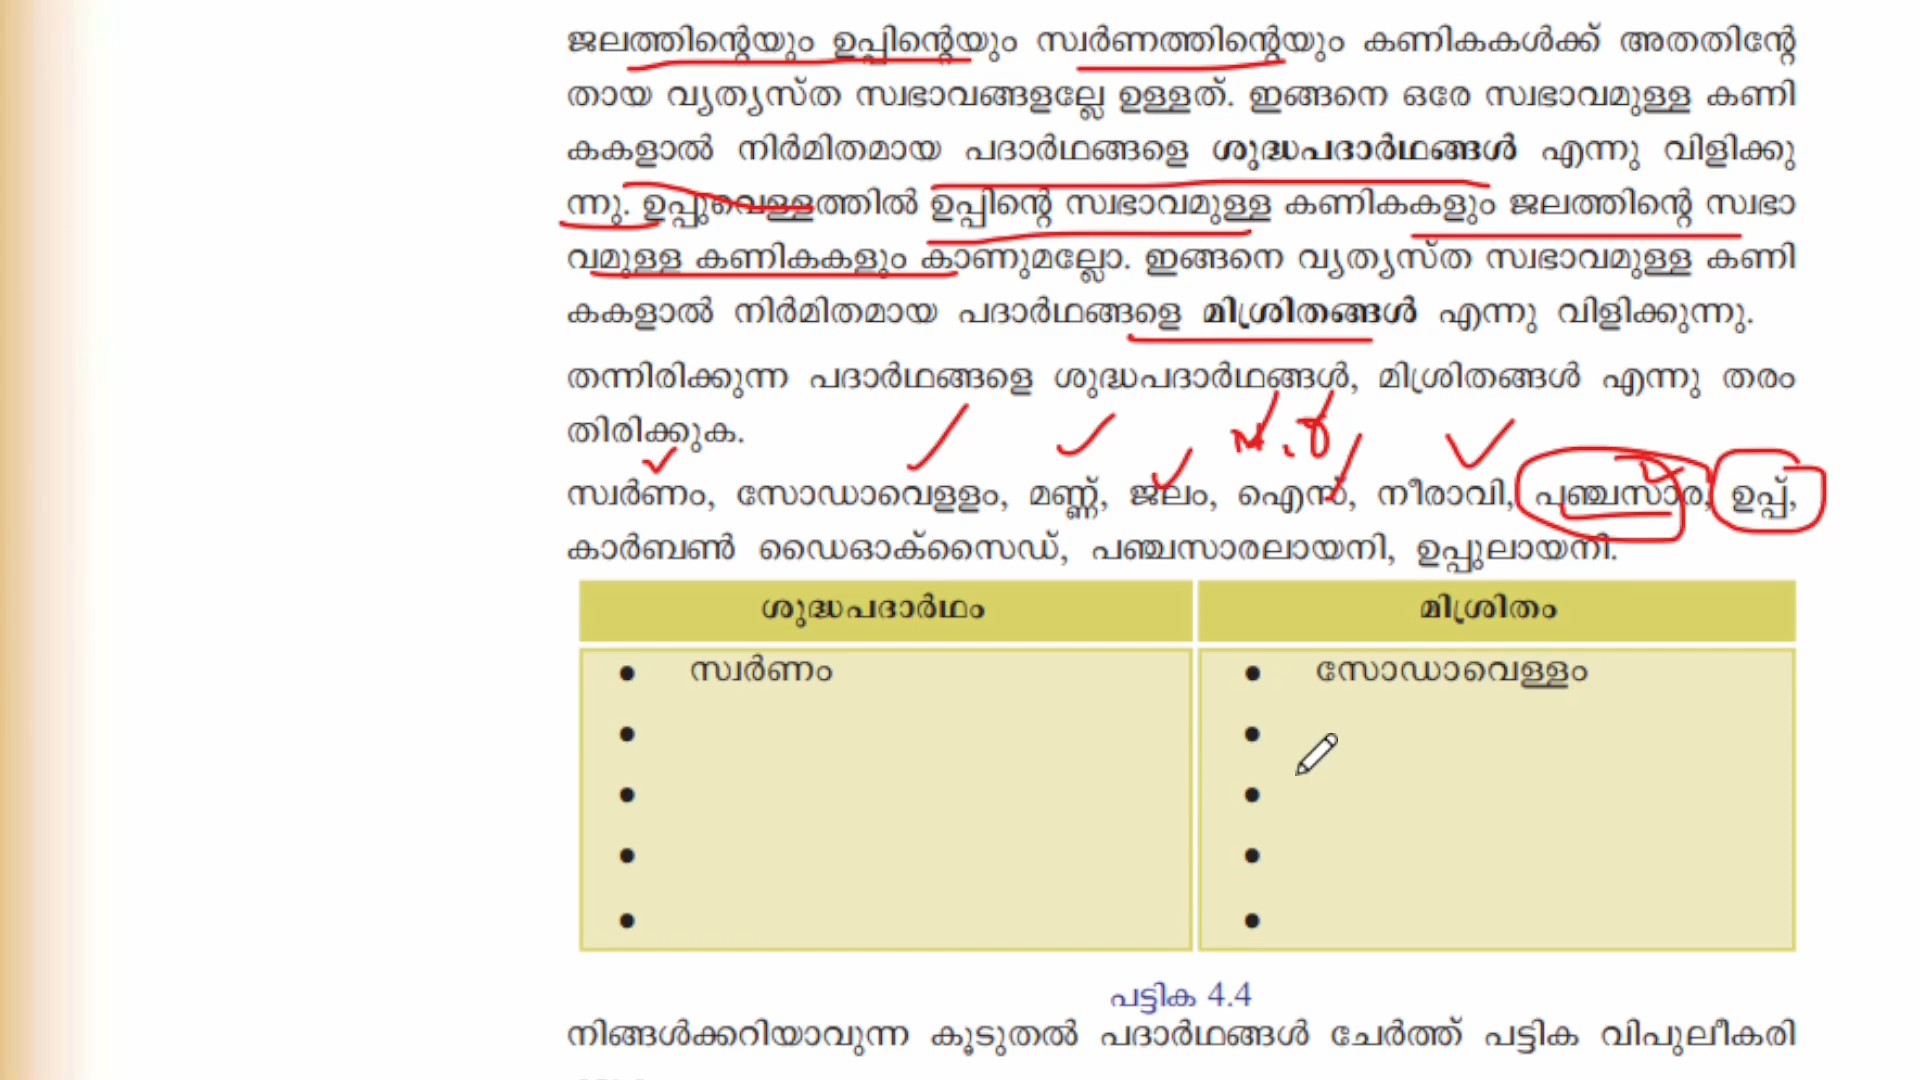 ജലത്തിന്റെയും ഉപ്പിന്റെയും സ്വർണത്തിന്റെയും കണികകൾക്ക് അതതിന്റേ
തായ വ്യത്യസ്ത സ്വഭാവങ്ങളല്ലേ ഉള്ളത്. ഇങ്ങനെ ഒരേ സ്വഭാവമുള്ള കണി
കകളാൽ നിർമിതമായ പദാർഥങ്ങളെ ശുദ്ധപദാർഥങ്ങൾ എന്നു വിളിക്കു
ന്നു. ഉപ്പുവെള്ളത്തിൽ ഉപ്പിന്റെ സ്വഭാവമുള്ള കണികകളും ജലത്തിന്റെ സ്വഭാ
വമുള്ള കണികകളും കാണുമല്ലോ. ഇങ്ങനെ വ്യത്യസ്ത സ്വഭാവമുള്ള കണി
കകളാൽ നിർമിതമായ പദാർഥങ്ങളെ മിശ്രിതങ്ങൾ എന്നു വിളിക്കുന്നു.
തന്നിരിക്കുന്ന പദാർഥങ്ങളെ ശുദ്ധപദാർഥങ്ങൾ, മിശ്രിതങ്ങൾ എന്നു തരം
തിരിക്കുക.
സ്വർണം, സോഡാവെള്ളം, മണ്ണ്, ജലം, ഐസ്, നീരാവി, പഞ്ചസാര, ഉപ്പ്,
കാർബൺ ഡൈഓക്സൈഡ്, പഞ്ചസാരലായനി, ഉപ്പുലായനി.
ശുദ്ധപദാർഥം മിശ്രിതം
• സ്വർണം • സോഡാവെള്ളം
• •
• •
• •
• •
പട്ടിക 4.4
നിങ്ങൾക്കറിയാവുന്ന കൂടുതൽ പദാർഥങ്ങൾ ചേർത്ത് പട്ടിക വിപുലീകരി